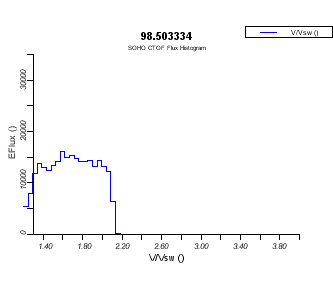 98.503334
V/Vsw ()
SOHO CTOF Flux Histogram
30000
20000
10000
0
EFlux ()
1.40 1.80 2.20 2.60 3.00 3.40 3.80
V/Vsw ()